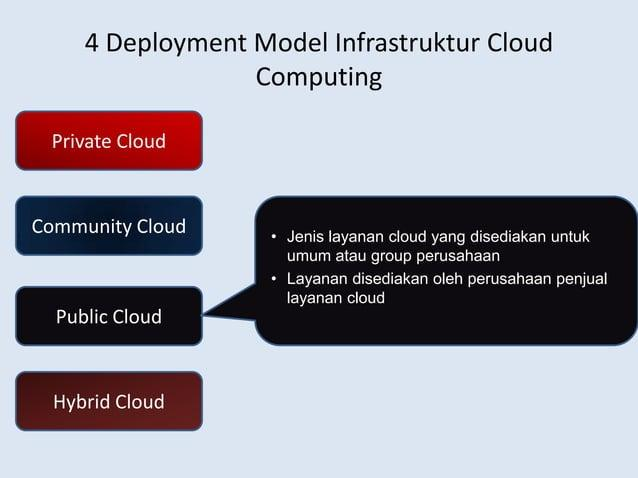 4 Deployment Model Infrastruktur Cloud
Computing
Private Cloud
Community Cloud
Public Cloud
Hybrid Cloud
• Jenis layanan cloud yang disediakan untuk
umum atau group perusahaan
• Layanan disediakan oleh perusahaan penjual
layanan cloud